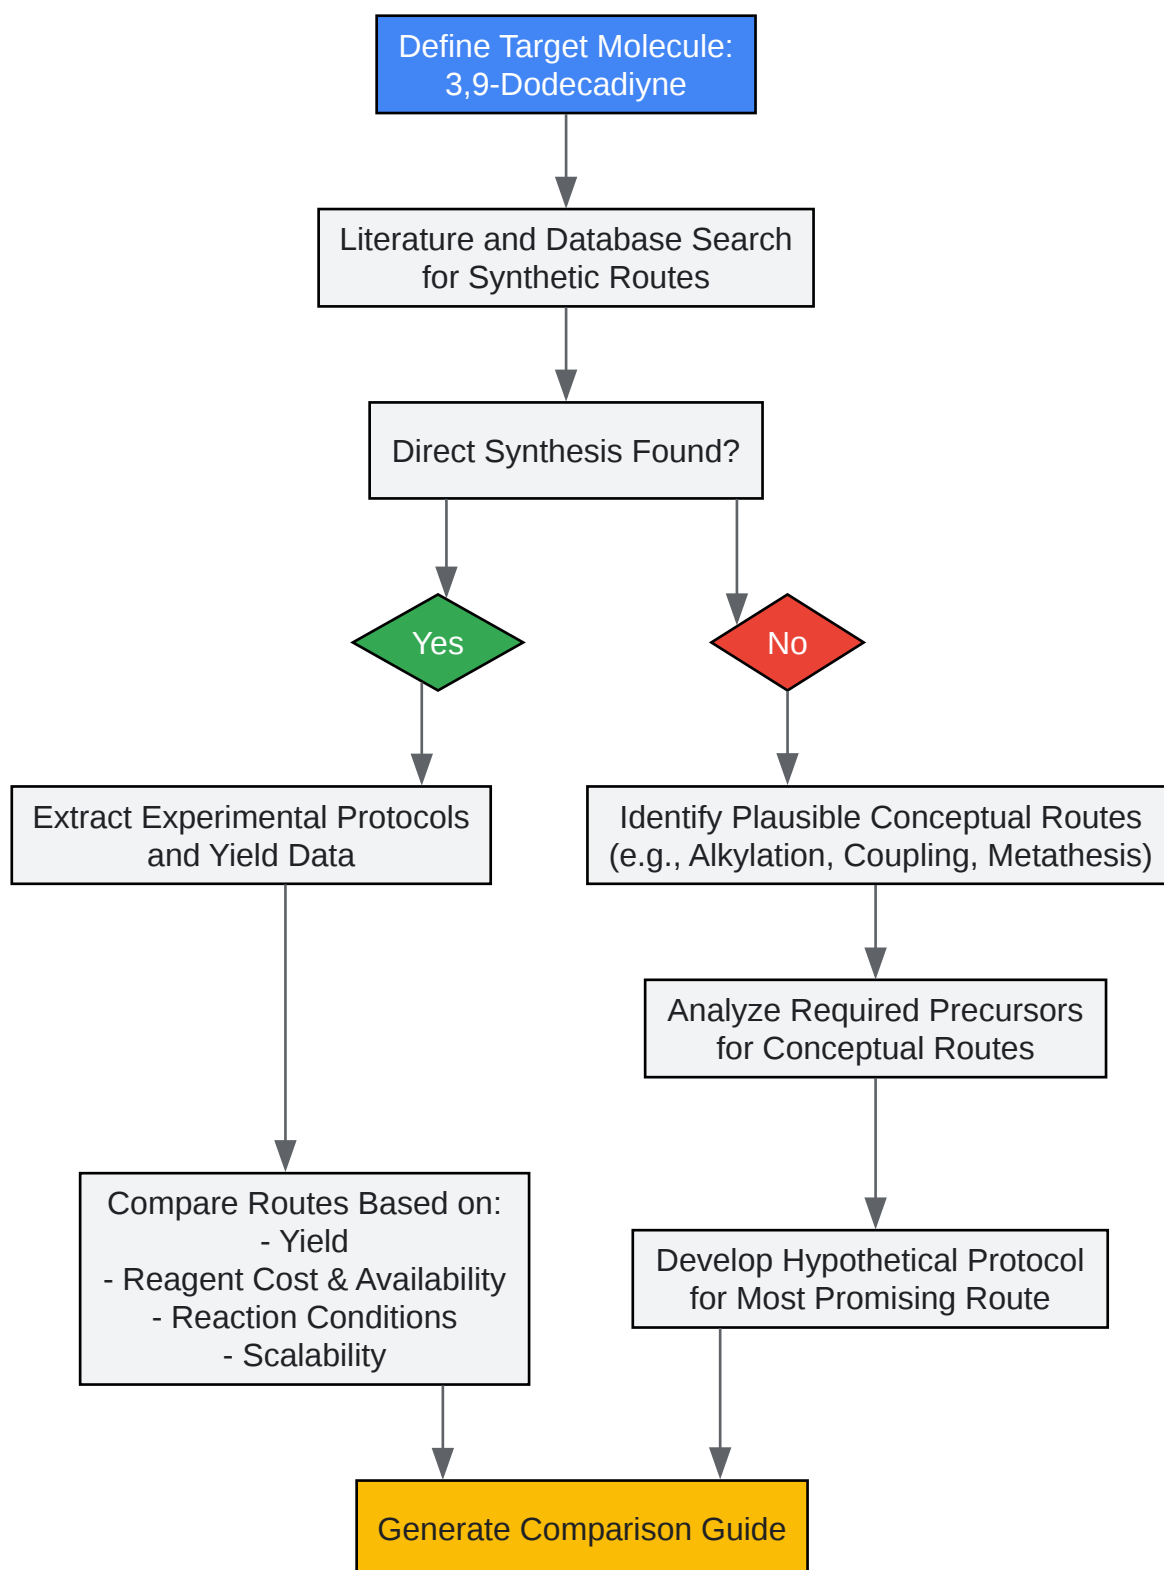 Define Target Molecule:
3,9-Dodecadiyne
Literature and Database Search
for Synthetic Routes
Direct Synthesis Found?
Yes
No
Extract Experimental Protocols
and Yield Data
Identify Plausible Conceptual Routes
(e.g., Alkylation, Coupling, Metathesis)
Analyze Required Precursors
for Conceptual Routes
Compare Routes Based on:
- Yield
- Reagent Cost & Availability
- Reaction Conditions
- Scalability
Develop Hypothetical Protocol
for Most Promising Route
Generate Comparison Guide